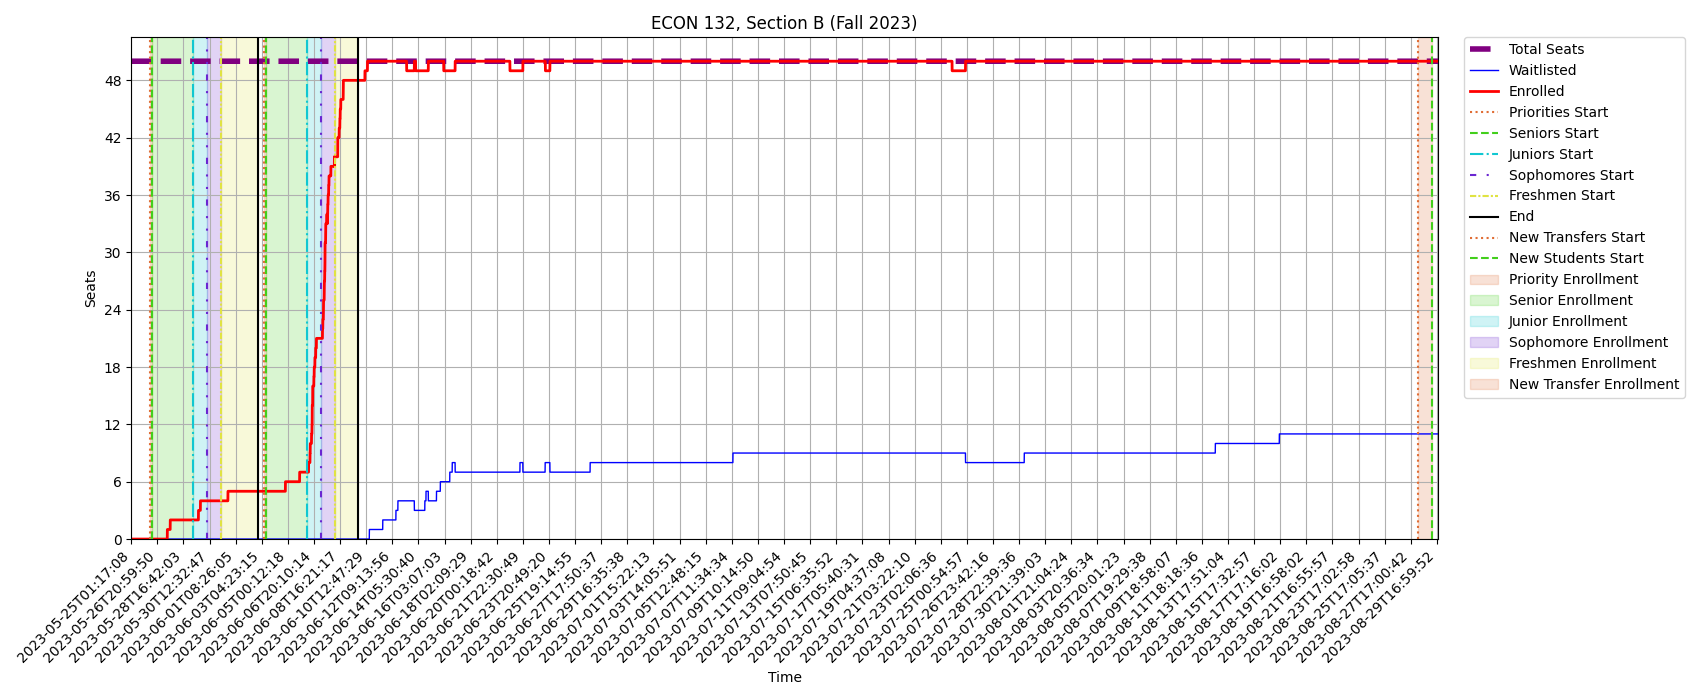 ECON 132, Section B (Fall 2023)
Seats
48
42
36
30
24
18
12
6
0
2023-05-25T01:17:08
2023-05-26T20:59:50
2023-05-28T16:42:03
2023-05-30T12:32:47
2023-06-01T08:26:05
2023-06-03T04:23:15
2023-06-05T00:12:18
2023-06-06T20:10:14
2023-06-08T16:21:17
2023-06-10T12:47:29
2023-06-12T09:13:56
2023-06-14T05:30:40
2023-06-16T03:07:03
2023-06-18T02:09:29
2023-06-20T00:18:42
2023-06-21T22:30:49
2023-06-23T20:49:20
2023-06-25T19:14:55
2023-06-27T17:50:37
2023-06-29T16:35:38
2023-07-01T15:22:13
2023-07-03T14:05:51
2023-07-05T12:48:15
2023-07-07T11:34:34
2023-07-09T10:14:50
2023-07-11T09:04:54
2023-07-13T07:50:45
2023-07-15T06:35:52
2023-07-17T05:40:31
2023-07-19T04:37:08
2023-07-21T03:22:10
2023-07-23T02:06:36
2023-07-25T00:54:57
2023-07-26T23:42:16
2023-07-28T22:39:36
2023-07-30T21:39:03
2023-08-01T21:04:24
2023-08-03T20:36:34
2023-08-05T20:01:23
2023-08-07T19:29:38
2023-08-09T18:58:07
2023-08-11T18:18:36
2023-08-13T17:51:04
2023-08-15T17:32:57
2023-08-17T17:16:02
2023-08-19T16:58:02
2023-08-21T16:55:57
2023-08-23T17:02:58
2023-08-25T17:05:37
2023-08-27T17:00:42
2023-08-29T16:59:52
Time
Total Seats
Waitlisted
Enrolled
Priorities Start
Seniors Start
Juniors Start
Sophomores Start
Freshmen Start
End
New Transfers Start
New Students Start
Priority Enrollment
Senior Enrollment
Junior Enrollment
Sophomore Enrollment
Freshmen Enrollment
New Transfer Enrollment